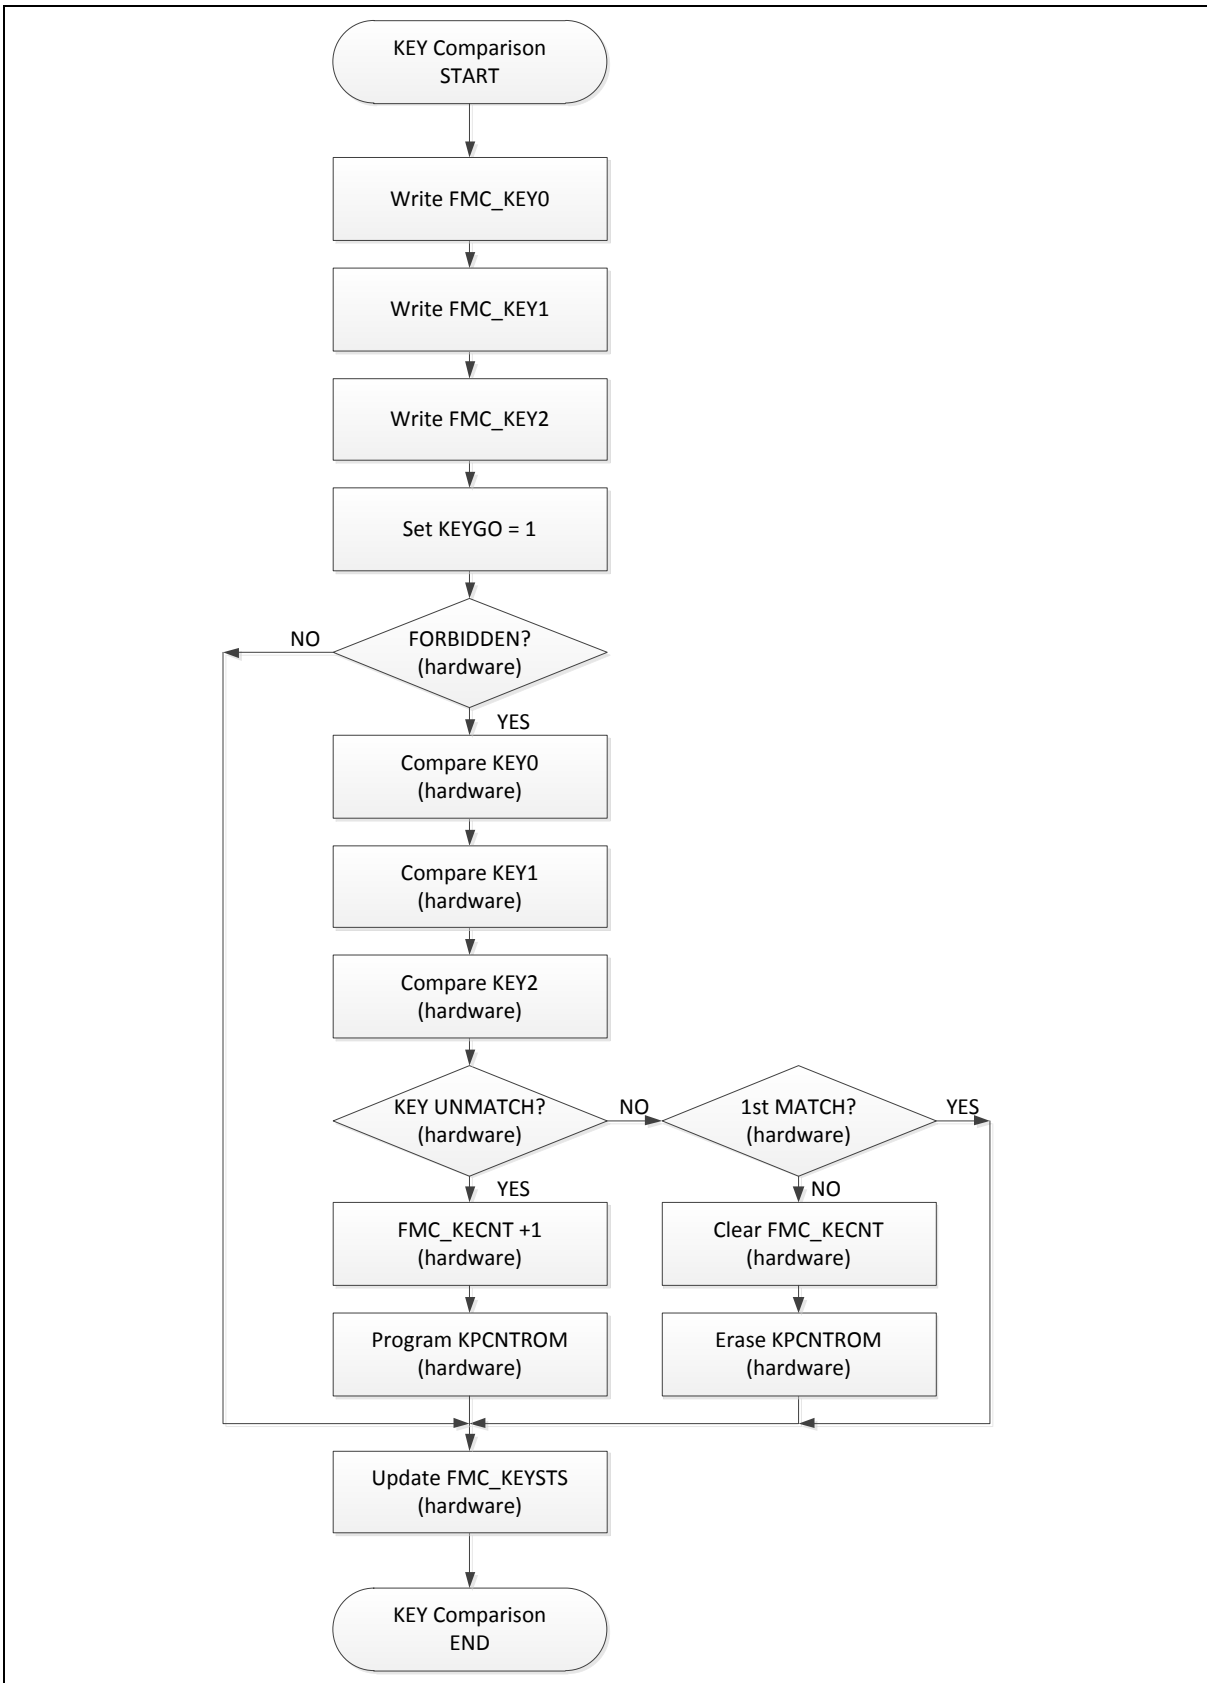 KEY Comparison
START
Write FMC_KEY0
Write FMC_KEY1
Write FMC_KEY2
Set KEYGO = 1
NO
FORBIDDEN?
(hardware)
YES
Compare KEY0
(hardware)
Compare KEY1
(hardware)
Compare KEY2
(hardware)
KEY UNMATCH?
(hardware)
NO
1st MATCH?
(hardware)
YES
YES
NO
FMC_KECNT +1
(hardware)
Clear FMC_KECNT
(hardware)
Program KPCNTROM
(hardware)
Erase KPCNTROM
(hardware)
Update FMC_KEYSTS
(hardware)
KEY Comparison
END